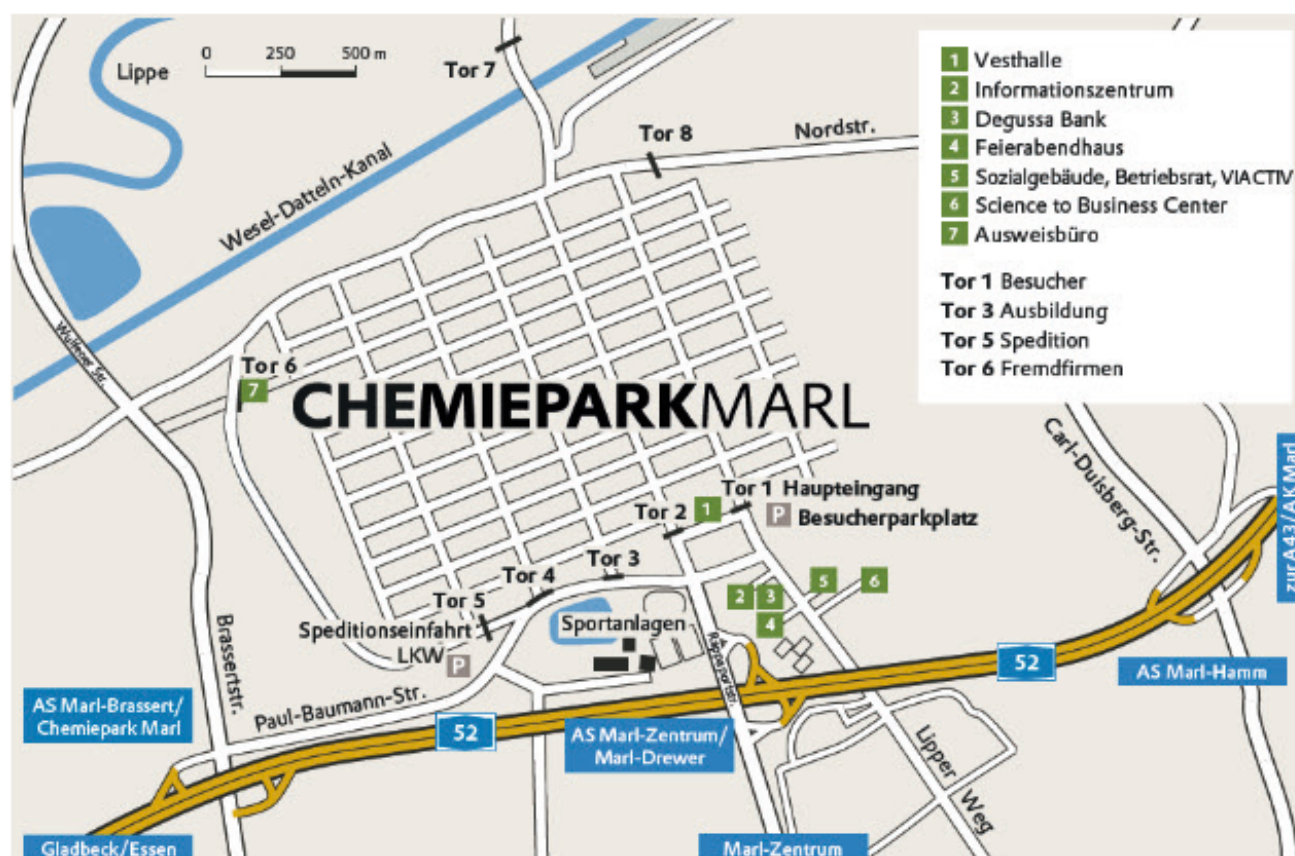 0 250 500 m
Lippe
Tor 7
Tor 8
Nordstr.
Wesel-Datteln-Kanal
Wulfener Str.
1 Vesthalle
2 Informationszentrum
3 Degussa Bank
4 Feierabendhaus
5 Sozialgebäude, Betriebsrat, VIACTIV
6 Science to Business Center
7 Ausweisbüro
Tor 1 Besucher
Tor 3 Ausbildung
Tor 5 Spedition
Tor 6 Fremdfirmen
Tor 6
7
CHEMIEPARKMARL
Carl-Duisberg-Str.
zur A43/AK Marl
Tor 1 Haupteingang
1
Tor 2
P Besucherparkplatz
Tor 3
Tor 4
Tor 5
2 3 5 6
4
Speditionseinfahrt
LKW P
Sportanlagen
Brassertstr.
Rappaportstr.
52
AS Marl-Hamm
AS Marl-Brassert/
Chemiepark Marl
Paul-Baumann-Str.
52
AS Marl-Zentrum/
Marl-Drewer
Lipper Weg
Gladbeck/Essen
Marl-Zentrum